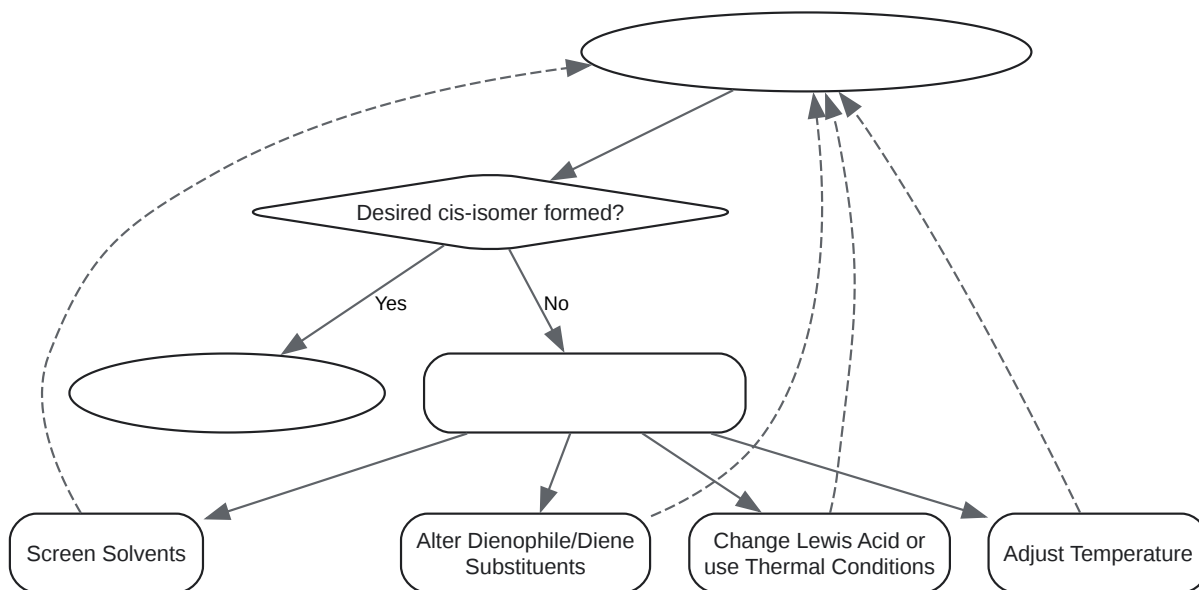 Desired cis-isomer formed?
Yes
No
Screen Solvents
Alter Dienophile/Diene
Substituents
Change Lewis Acid or
use Thermal Conditions
Adjust Temperature